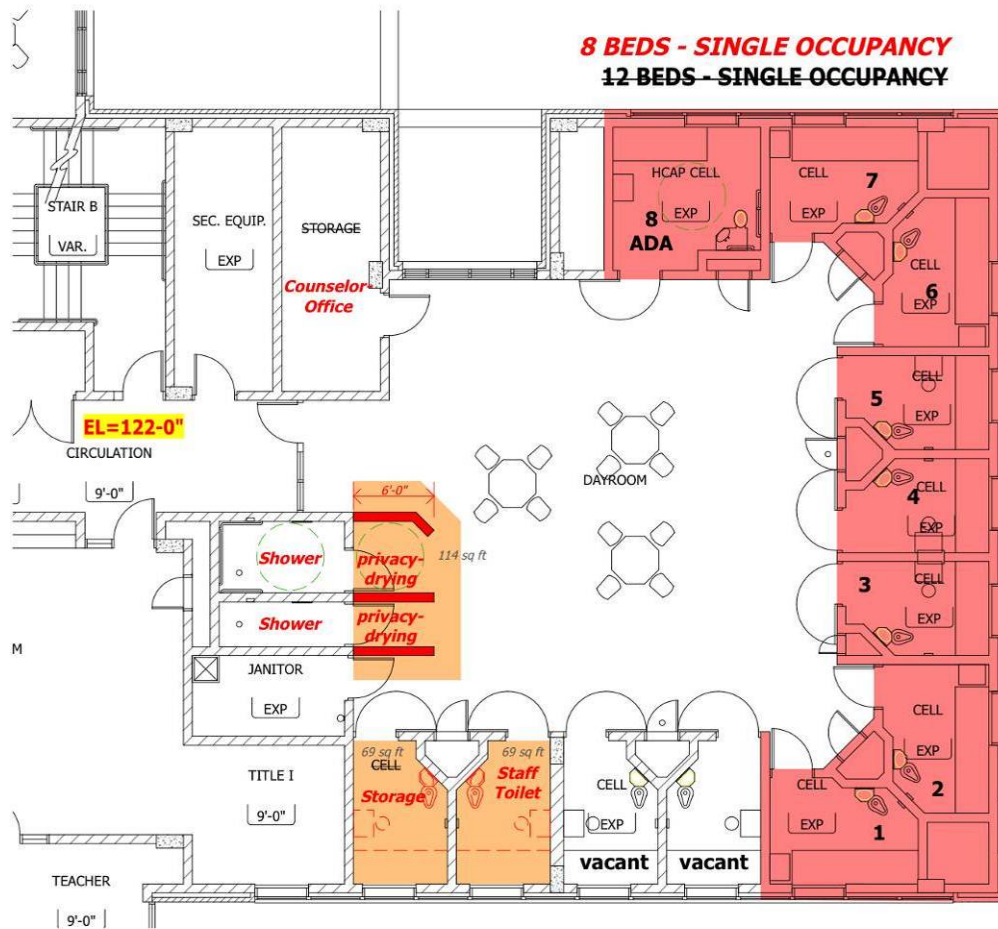 8 BEDS - SINGLE OCCUPANCY
12 BEDS - SINGLE OCCUPANCY
STAIR B
VAR.
SEC. EQUIP.
EXP
STORAGE
Counselor-
Office
HCAP CELL
EXP
8
ADA
CELL
7
EXP
CELL
6
EXP
CELL
5
EXP
CELL
4
EXP
CELL
3
EXP
CELL
EXP
2
CELL
EXP
1
EL=122-0"
CIRCULATION
9'-0"
DAYROOM
6'-0"
114 sq ft
Shower
privacy-
drying
Shower
privacy-
drying
M
JANITOR
EXP
TITLE I
9'-0"
TEACHER
9'-0"
69 sq ft
CELL
Storage
69 sq ft
Staff
Toilet
CELL
EXP
vacant
vacant